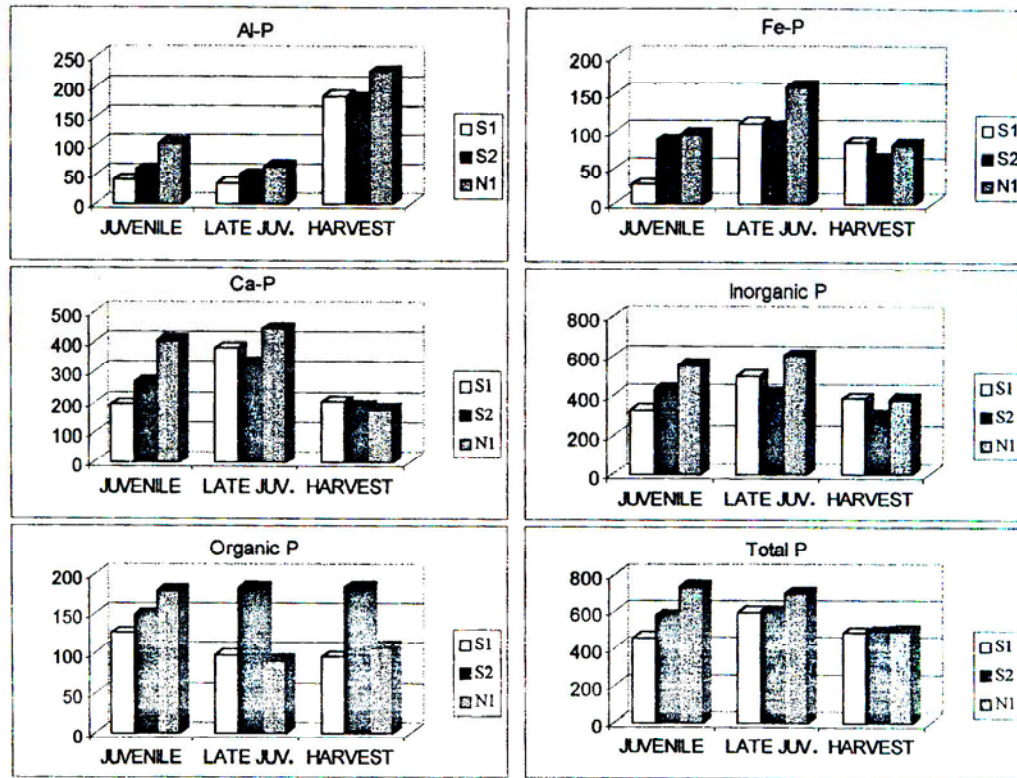 Al-P
250
200
150
100
50
0
JUVENILE LATE JUV. HARVEST
S1
S2
N1
Fe-P
200
150
100
50
0
JUVENILE LATE JUV. HARVEST
S1
S2
N1
Ca-P
500
400
300
200
100
0
JUVENILE LATE JUV. HARVEST
S1
S2
N1
Inorganic P
800
600
400
200
0
JUVENILE LATE JUV. HARVEST
S1
S2
N1
Organic P
200
150
100
50
0
JUVENILE LATE JUV. HARVEST
S1
S2
N1
Total P
800
600
400
200
0
JUVENILE LATE JUV. HARVEST
S1
S2
N1